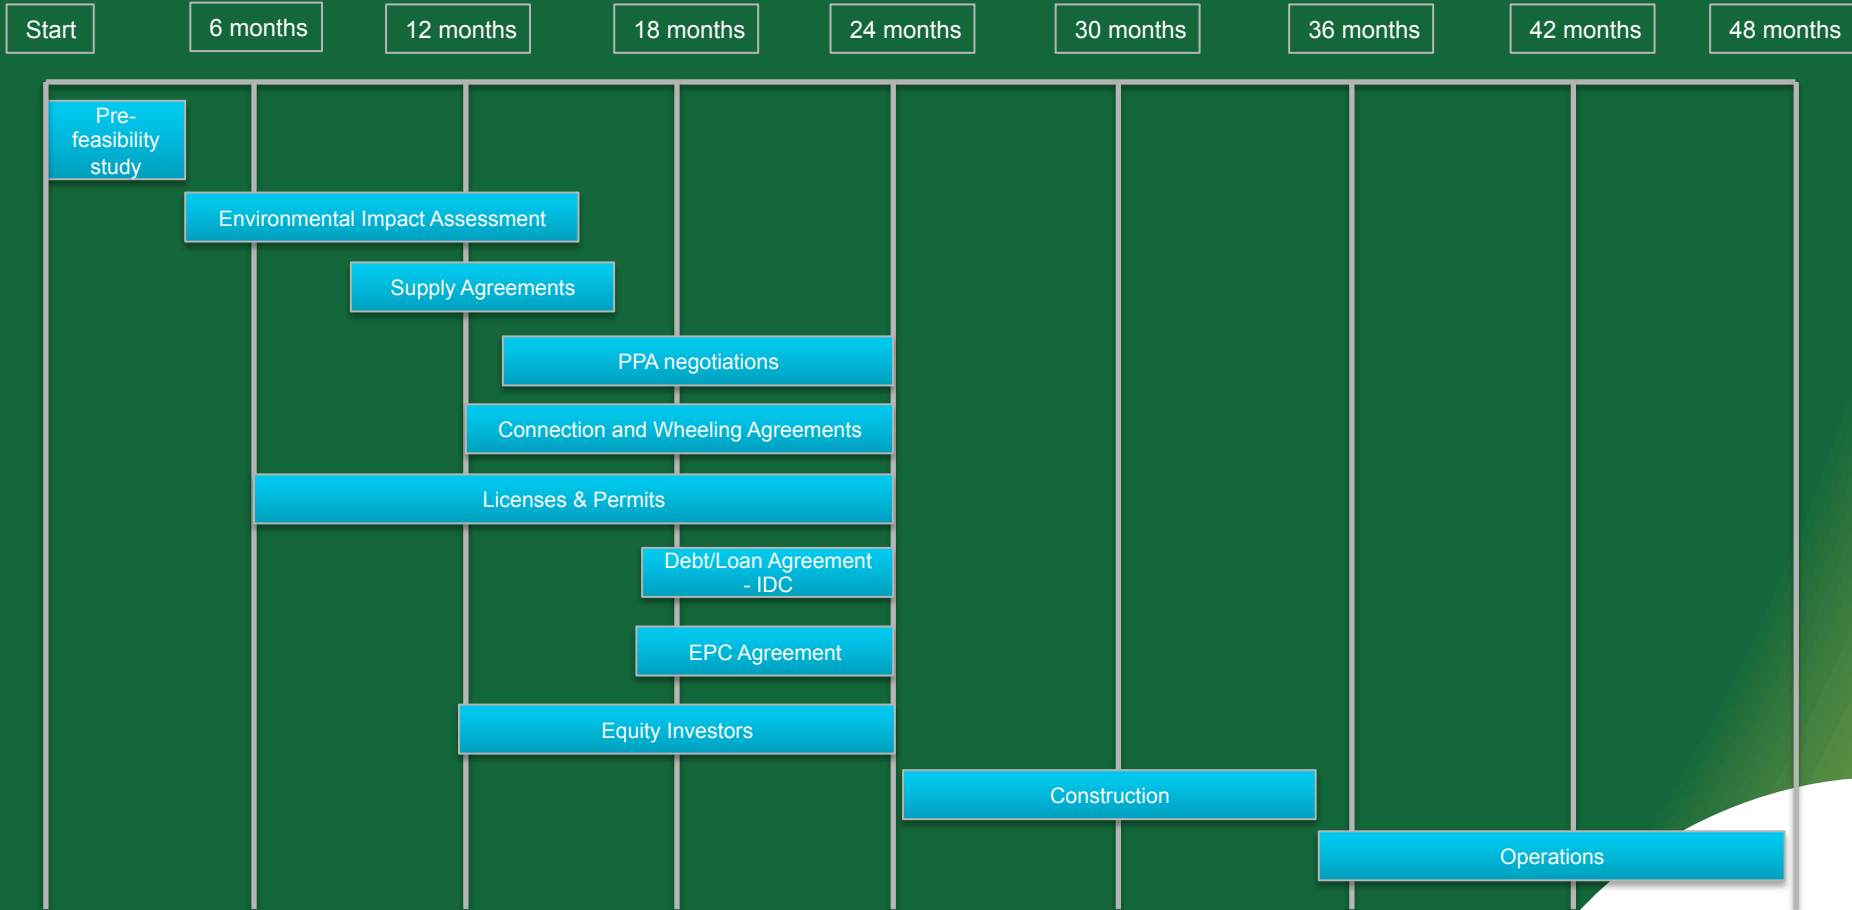 Start
6 months
12 months
18 months
24 months
30 months
36 months
42 months
48 months
Pre-
feasibility
study
Environmental Impact Assessment
Supply Agreements
PPA negotiations
Connection and Wheeling Agreements
Licenses & Permits
Debt/Loan Agreement
- IDC
EPC Agreement
Equity Investors
Construction
Operations